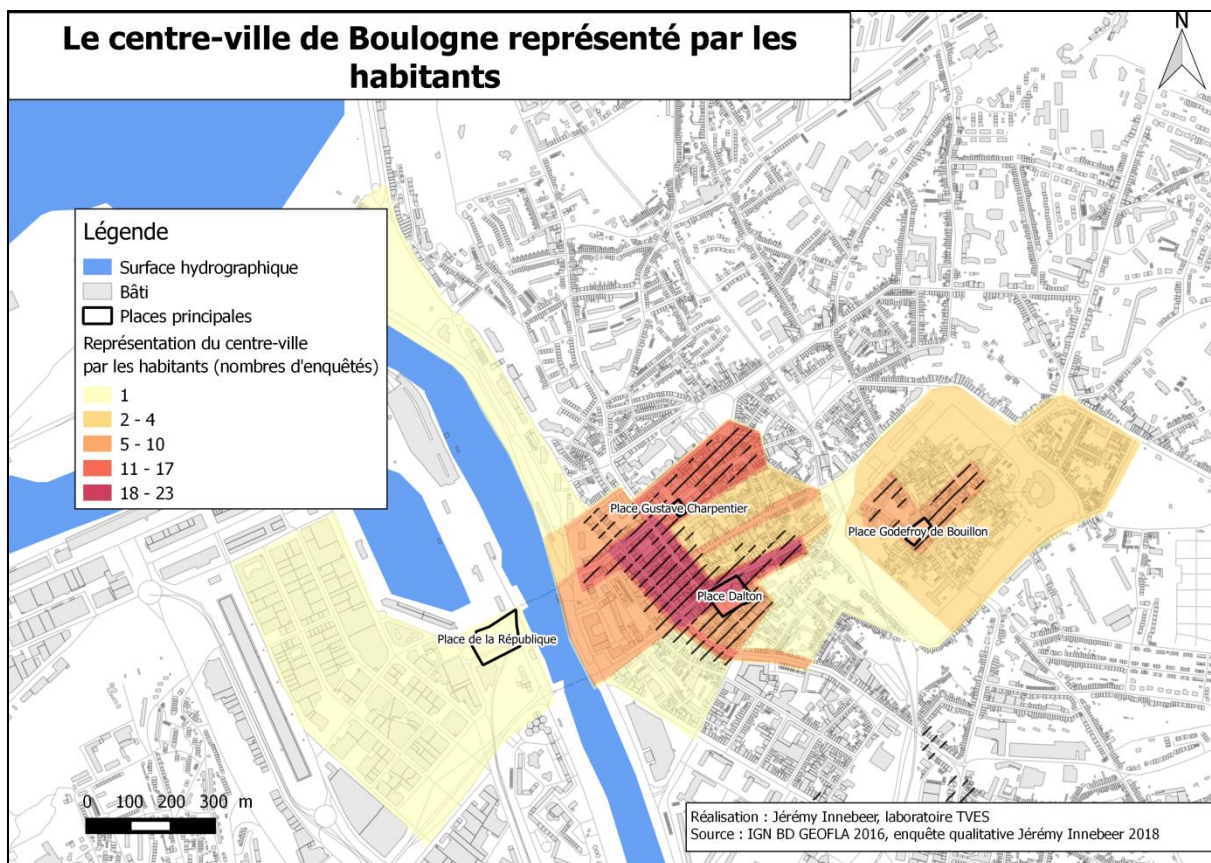 Le centre-ville de Boulogne représenté par les
habitants
N
Légende
Surface hydrographique
Bâti
Places principales
Représentation du centre-ville
par les habitants (nombres d'enquêtés)
1
2 - 4
5 - 10
11 - 17
18 - 23
Place Gustave Charpentier
Place Godefroy de Bouillon
Place Dalton
Place de la République
0 100 200 300 m
Réalisation : Jérémy Innebeer, laboratoire TVES
Source : IGN BD GEOFLA 2016, enquête qualitative Jérémy Innebeer 2018